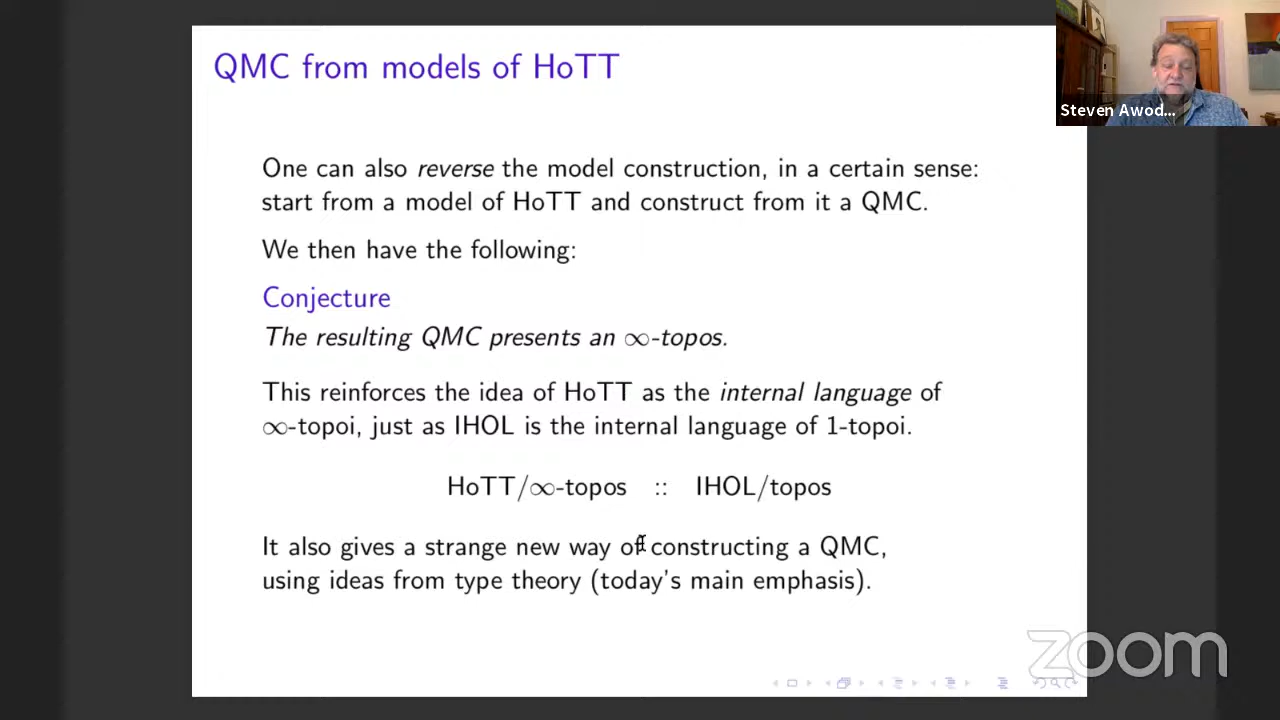 QMC from models of HoTT
Steven Awod...
One can also reverse the model construction, in a certain sense:
start from a model of HoTT and construct from it a QMC.
We then have the following:
Conjecture
The resulting QMC presents an ∞-topos.
This reinforces the idea of HoTT as the internal language of
∞-topoi, just as IHOL is the internal language of 1-topoi.
HoTT/∞-topos :: IHOL/topos
It also gives a strange new way of constructing a QMC,
using ideas from type theory (today's main emphasis).
zoom